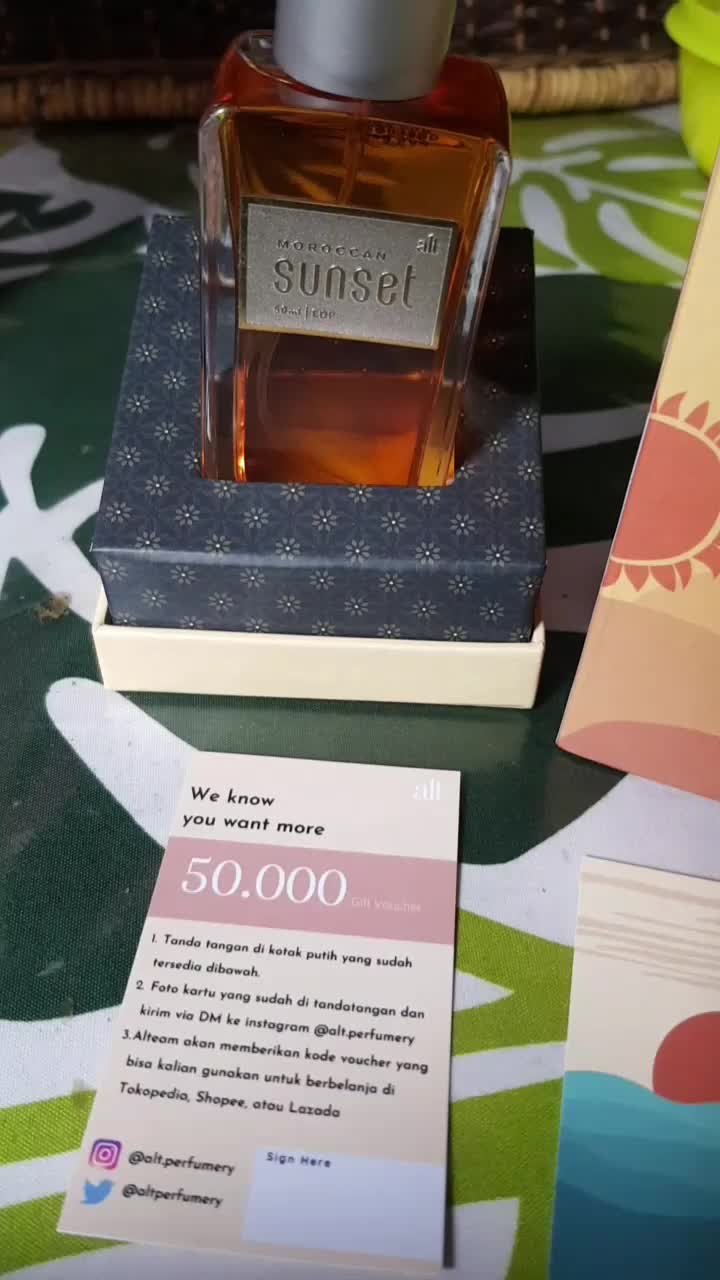 alt
MOROCCAN
sunset
50ml | EDP
We know
you want more
alt
50.000 Gift Voucher
1. Tanda tangan di kotak putih yang sudah
tersedia dibawah.
2. Foto kartu yang sudah di tandatangan dan
kirim via DM ke instagram @alt.perfumery
3.Alteam akan memberikan kode voucher yang
bisa kalian gunakan untuk berbelanja di
Tokopedia, Shopee, atau Lazada
@alt.perfumery
@altperfumery
Sign Here